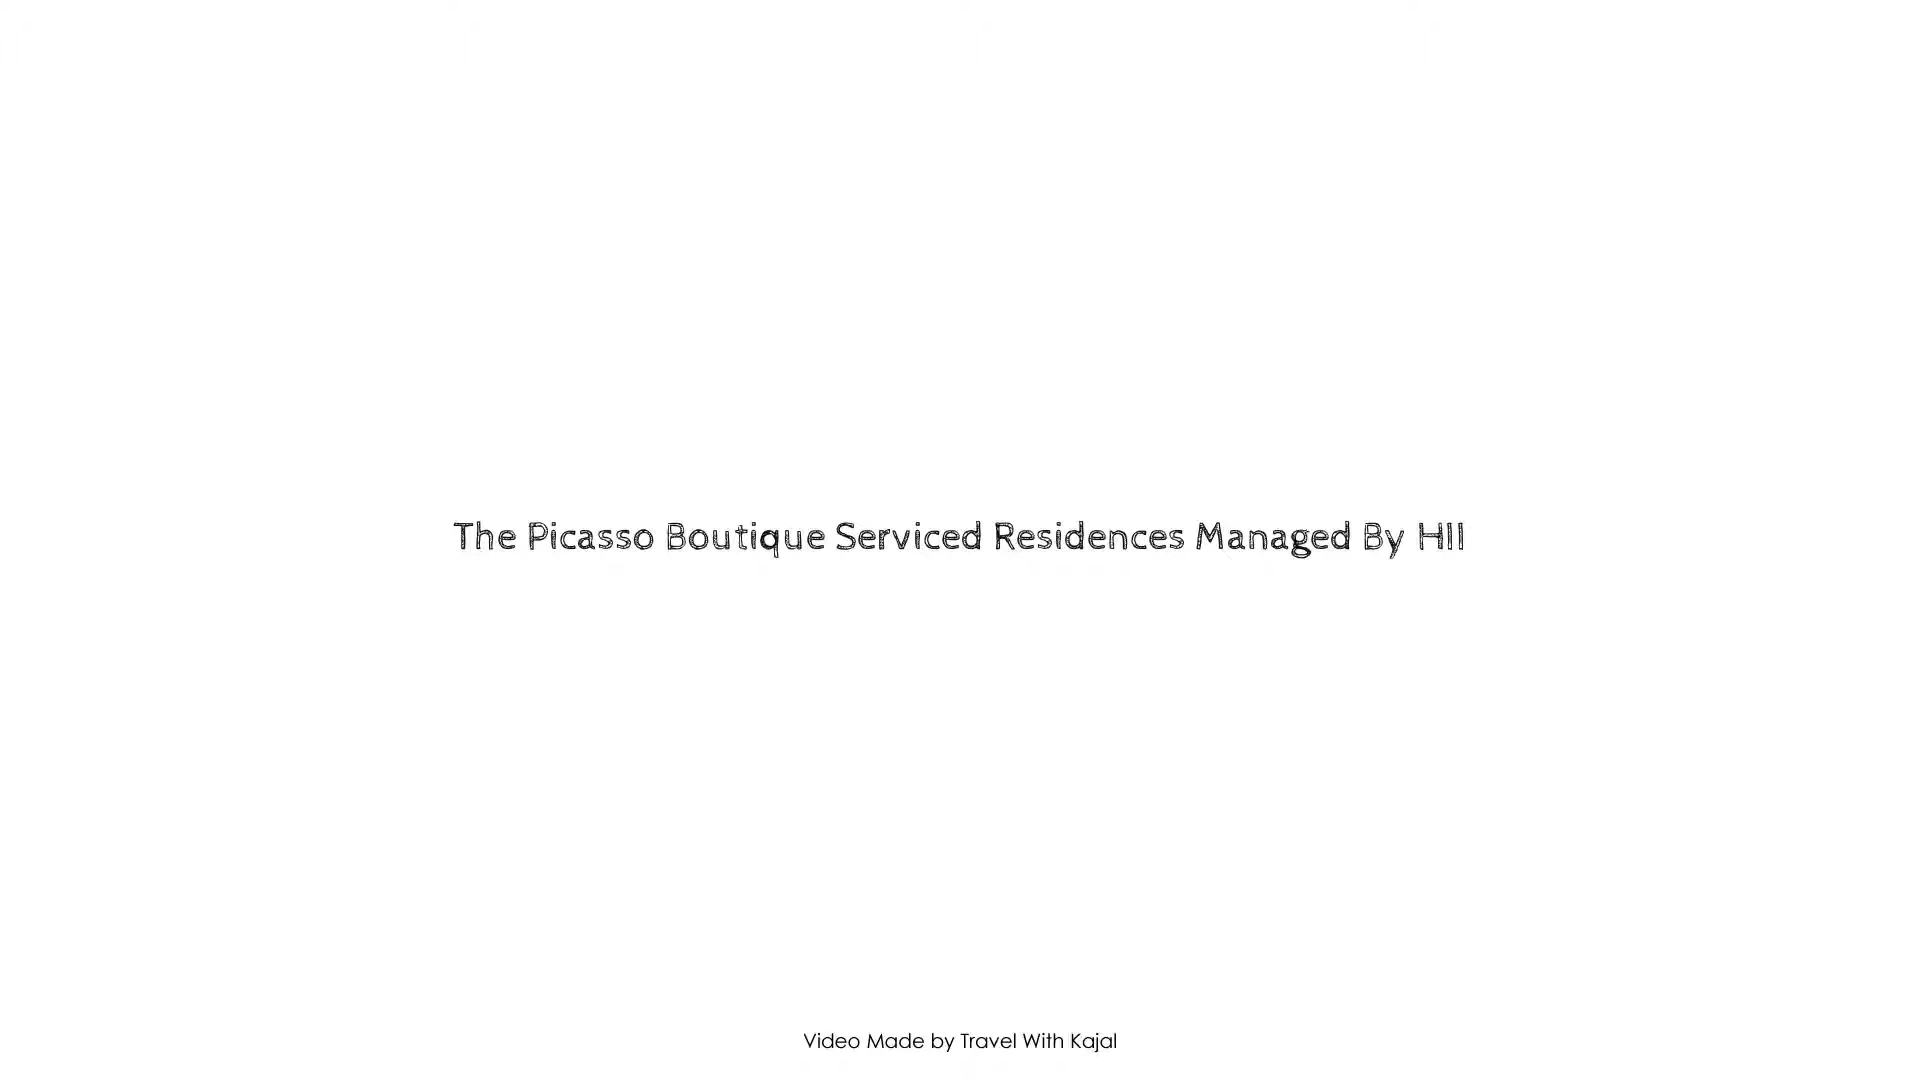 The Picasso Boutique Serviced Residences Managed By HII
Video Made by Travel With Kajal